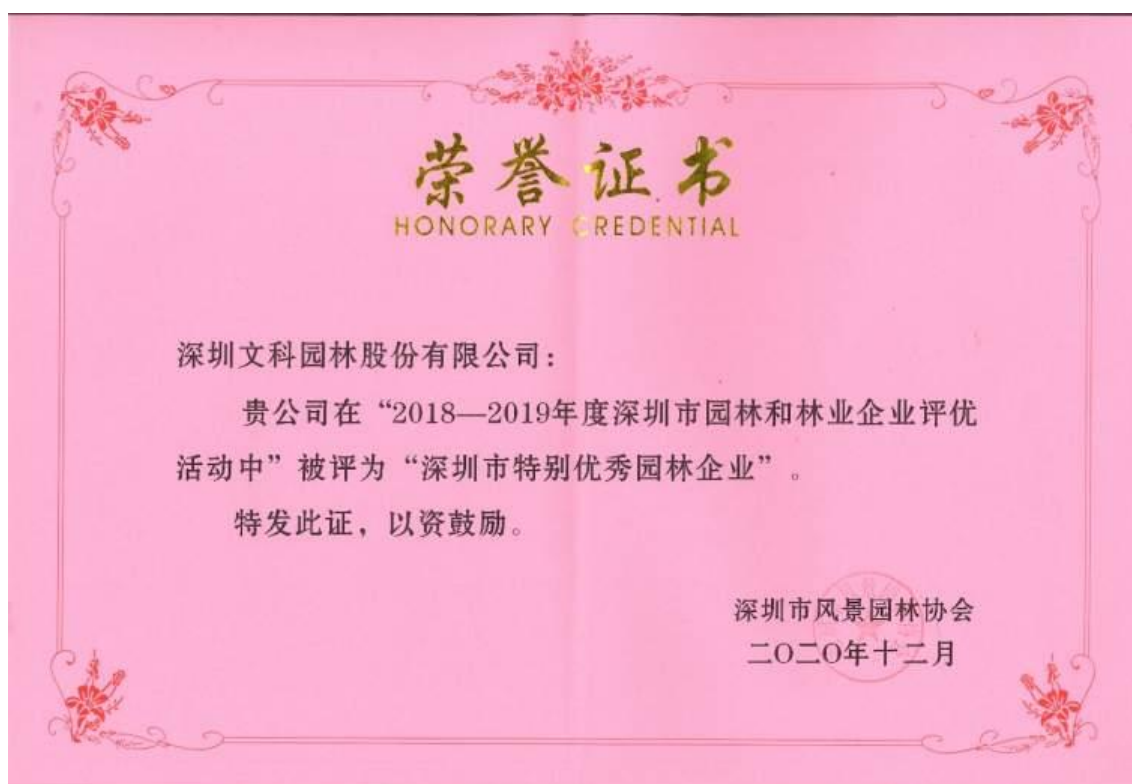 荣誉证书
HONORARY CREDENTIAL
深圳文科园林股份有限公司：
贵公司在“2018—2019年度深圳市园林和林业企业评优
活动中”被评为“深圳市特别优秀园林企业”。
特发此证，以资鼓励。
深圳市风景园林协会
二〇二〇年十二月